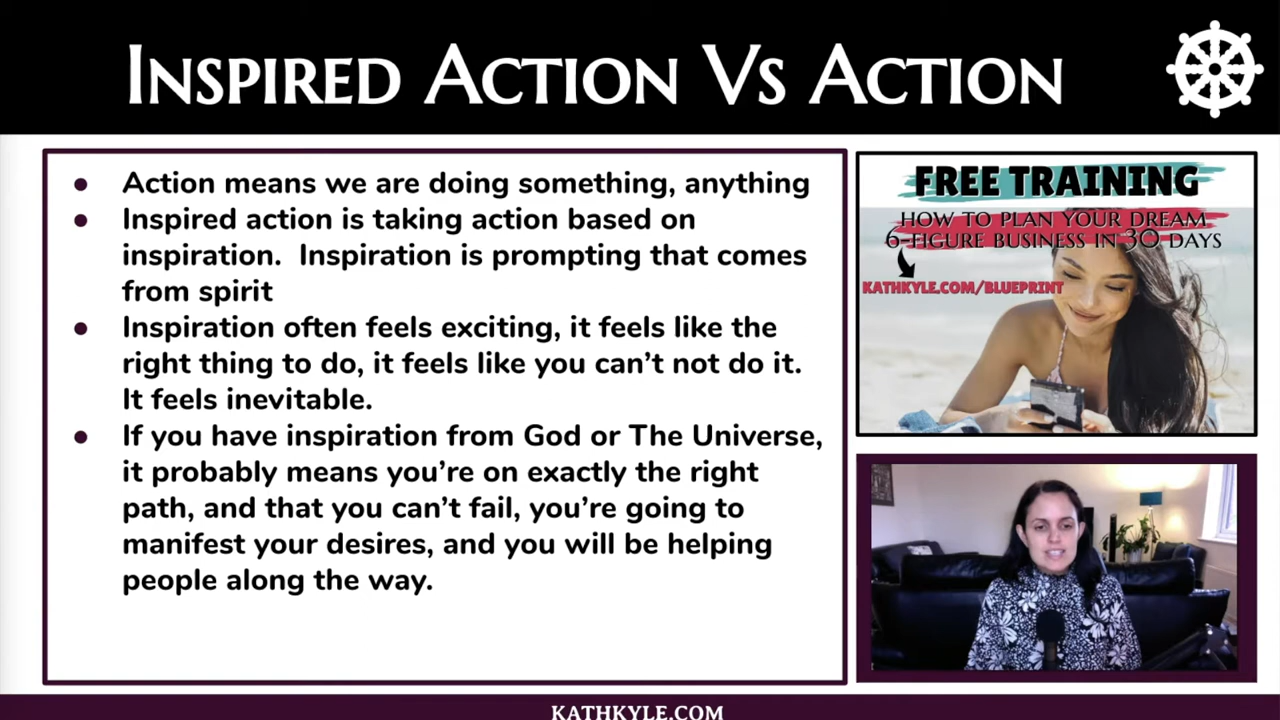 INSPIRED ACTION VS ACTION
● Action means we are doing something, anything
● Inspired action is taking action based on
inspiration.  Inspiration is prompting that comes
from spirit
● Inspiration often feels exciting, it feels like the
right thing to do, it feels like you can’t not do it.
It feels inevitable.
● If you have inspiration from God or The Universe,
it probably means you’re on exactly the right
path, and that you can’t fail, you’re going to
manifest your desires, and you will be helping
people along the way.
FREE TRAINING
HOW TO PLAN YOUR DREAM
6-FIGURE BUSINESS IN 30 DAYS
KATHKYLE.COM/BLUEPRINT
KATHKYLE.COM